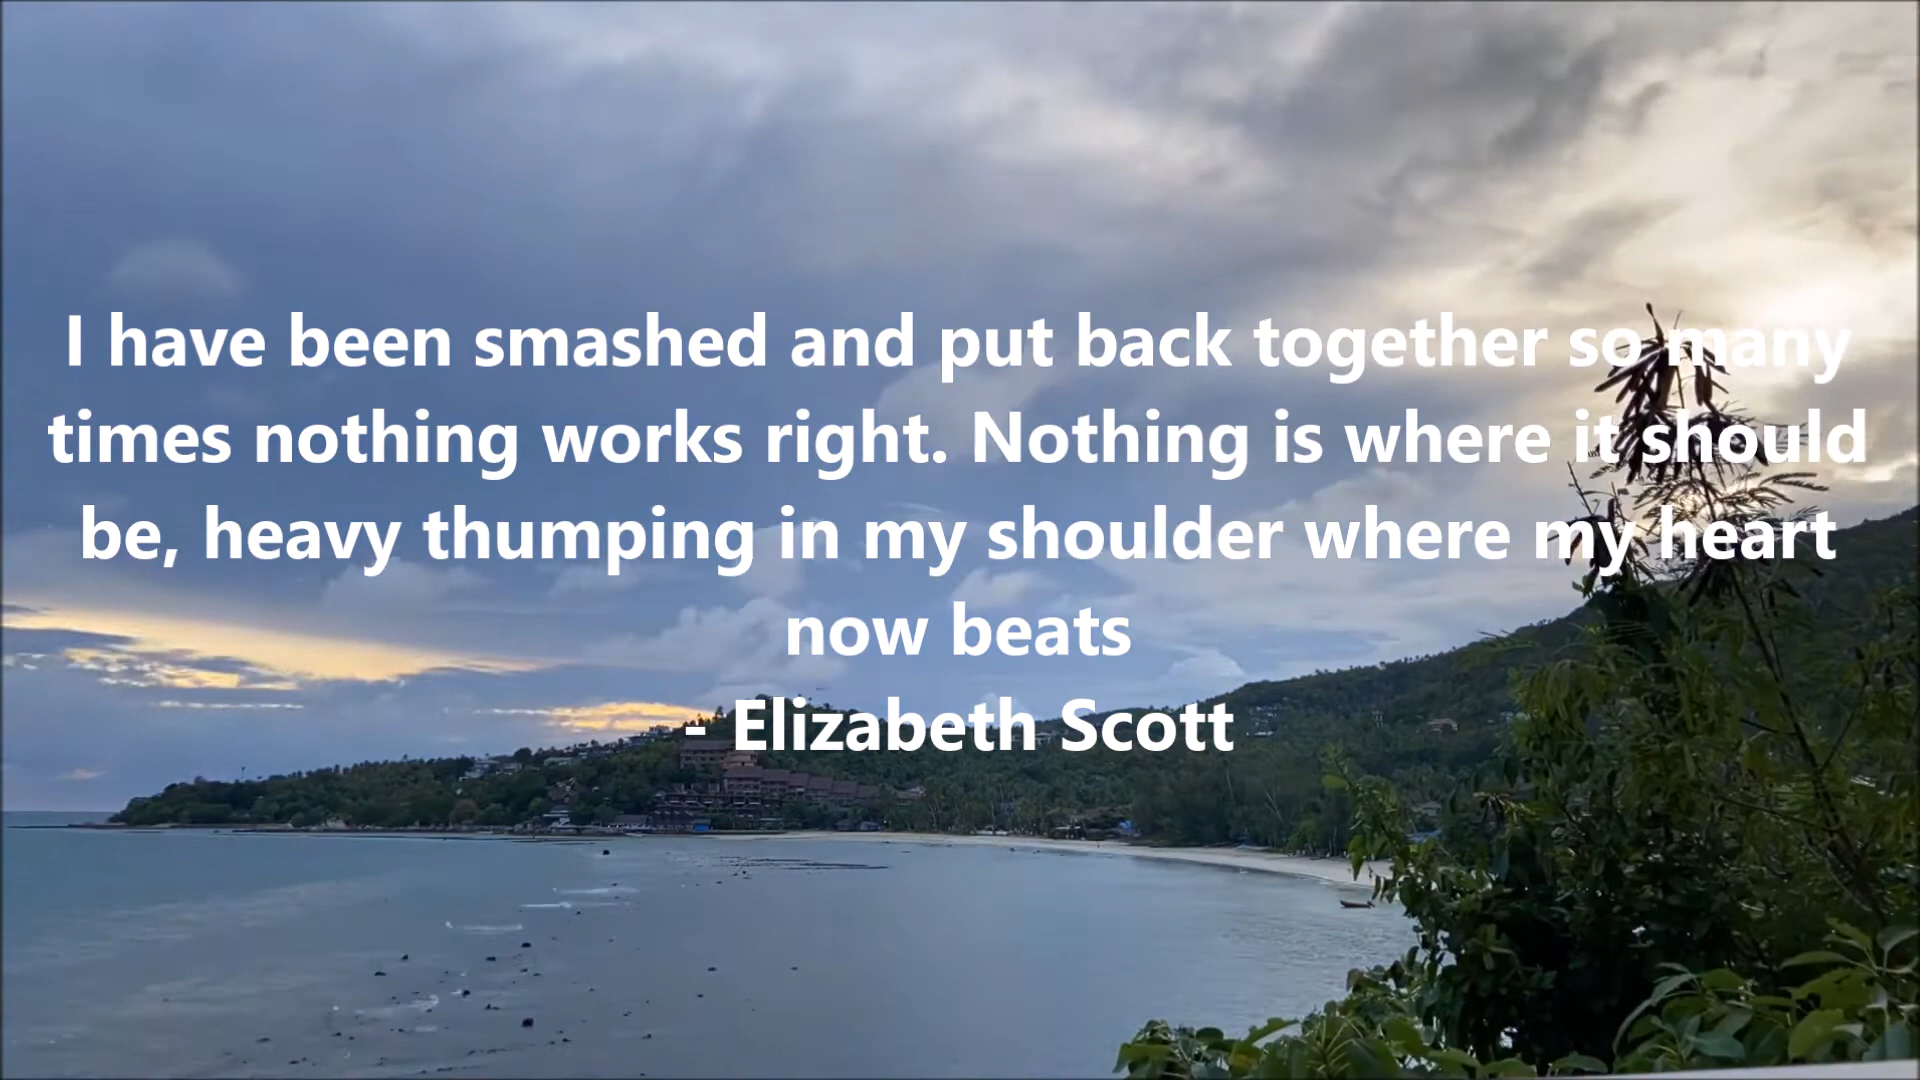 I have been smashed and put back together so many
times nothing works right. Nothing is where it should
be, heavy thumping in my shoulder where my heart
now beats
- Elizabeth Scott